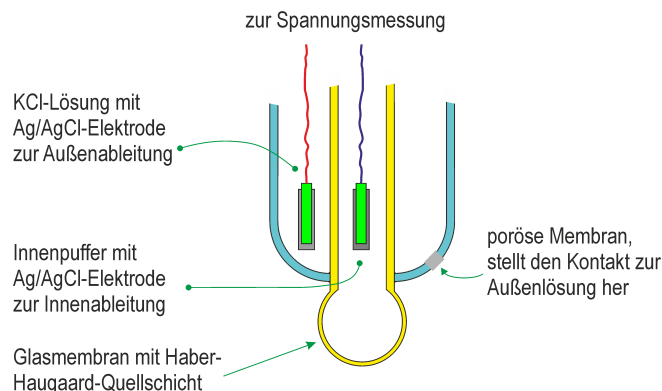 zur Spannungsmessung
KCl-Lösung mit
Ag/AgCl-Elektrode
zur Außenableitung
Innenpuffer mit
Ag/AgCl-Elektrode
zur Innenableitung
poröse Membran,
stellt den Kontakt zur
Außenlösung her
Glasmembran mit Haber-
Haugaard-Quellschicht